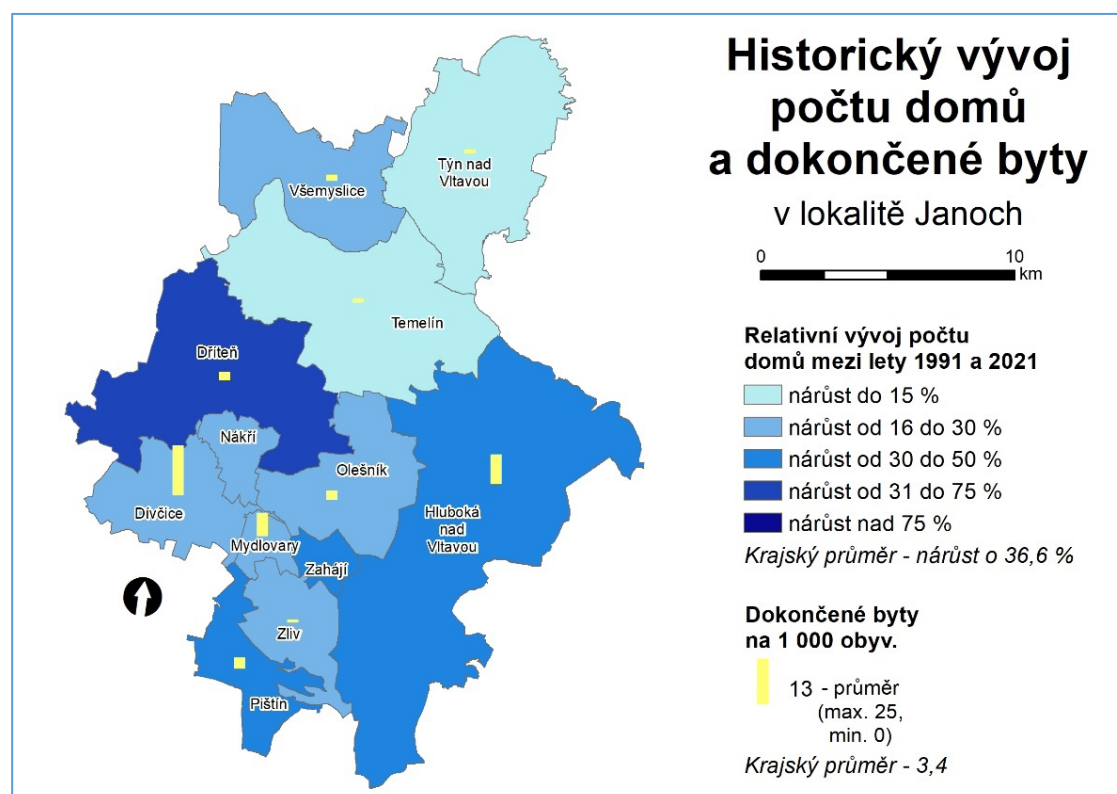 Historický vývoj
počtu domů
a dokončené byty
v lokalitě Janoch
0 10
km
Relativní vývoj počtu
domů mezi lety 1991 a 2021
nárůst do 15 %
nárůst od 16 do 30 %
nárůst od 30 do 50 %
nárůst od 31 do 75 %
nárůst nad 75 %
Krajský průměr - nárůst o 36,6 %
Dokončené byty
na 1 000 obyv.
13 - průměr
(max. 25,
min. 0)
Krajský průměr - 3,4
Týn nad
Vltavou
Všemyslice
Temelín
Dříteň
Nákří
Olešník
Dívčice
Hluboká
nad
Vltavou
Mydlovary
Zahájí
Zliv
Pištín